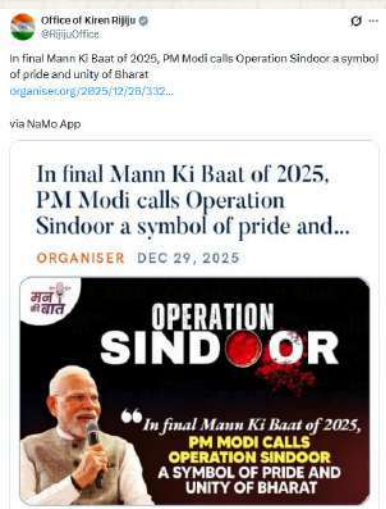 Office of Kiren Rijiju
@RijijuOffice
In final Mann Ki Baat of 2025, PM Modi calls Operation Sindoor a symbol
of pride and unity of Bharat
organiser.org/2025/12/28/332...
via NaMo App
In final Mann Ki Baat of 2025,
PM Modi calls Operation
Sindoor a symbol of pride and...
ORGANISER DEC 29, 2025
मन
की बात
OPERATION
SINDOOR
“In final Mann Ki Baat of 2025,
PM MODI CALLS
OPERATION SINDOOR
A SYMBOL OF PRIDE AND
UNITY OF BHARAT